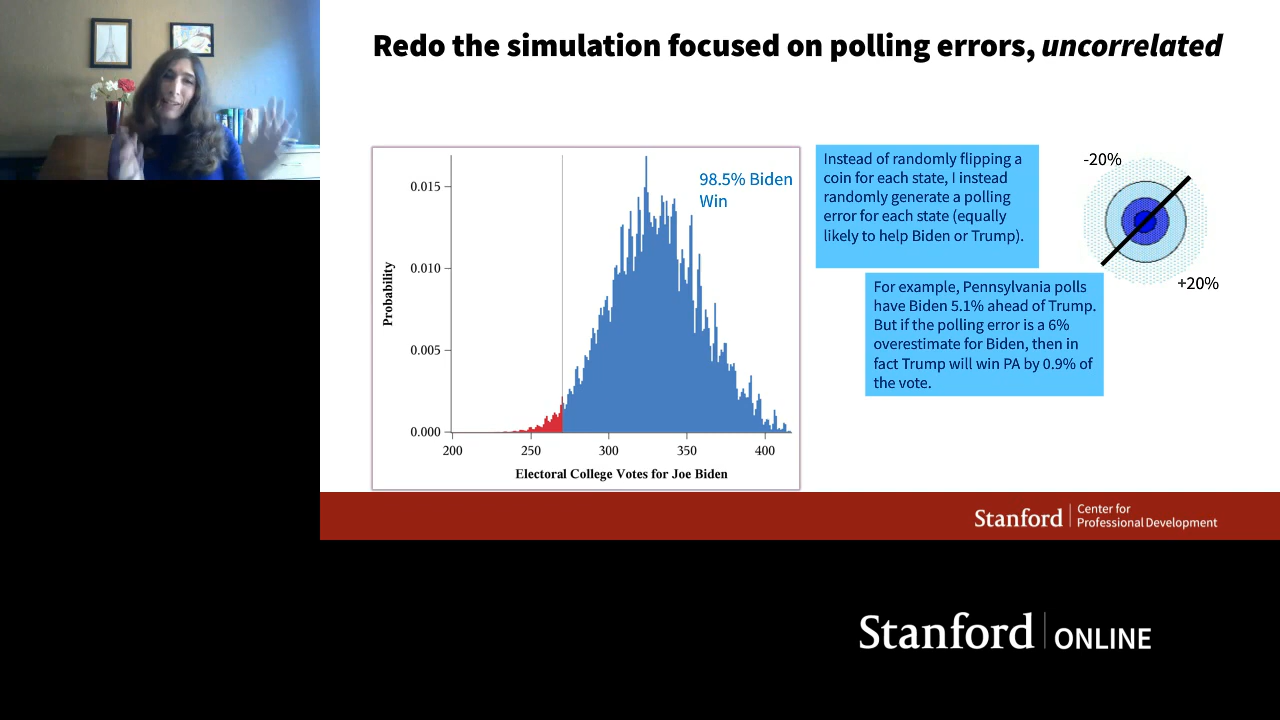 Redo the simulation focused on polling errors, uncorrelated
98.5% Biden
Win
0.015
0.010
0.005
0.000
Probability
200 250 300 350 400
Electoral College Votes for Joe Biden
Instead of randomly flipping a
coin for each state, I instead
randomly generate a polling
error for each state (equally
likely to help Biden or Trump).
-20%
+20%
For example, Pennsylvania polls
have Biden 5.1% ahead of Trump.
But if the polling error is a 6%
overestimate for Biden, then in
fact Trump will win PA by 0.9% of
the vote.
Stanford
Center for
Professional Development
Stanford ONLINE